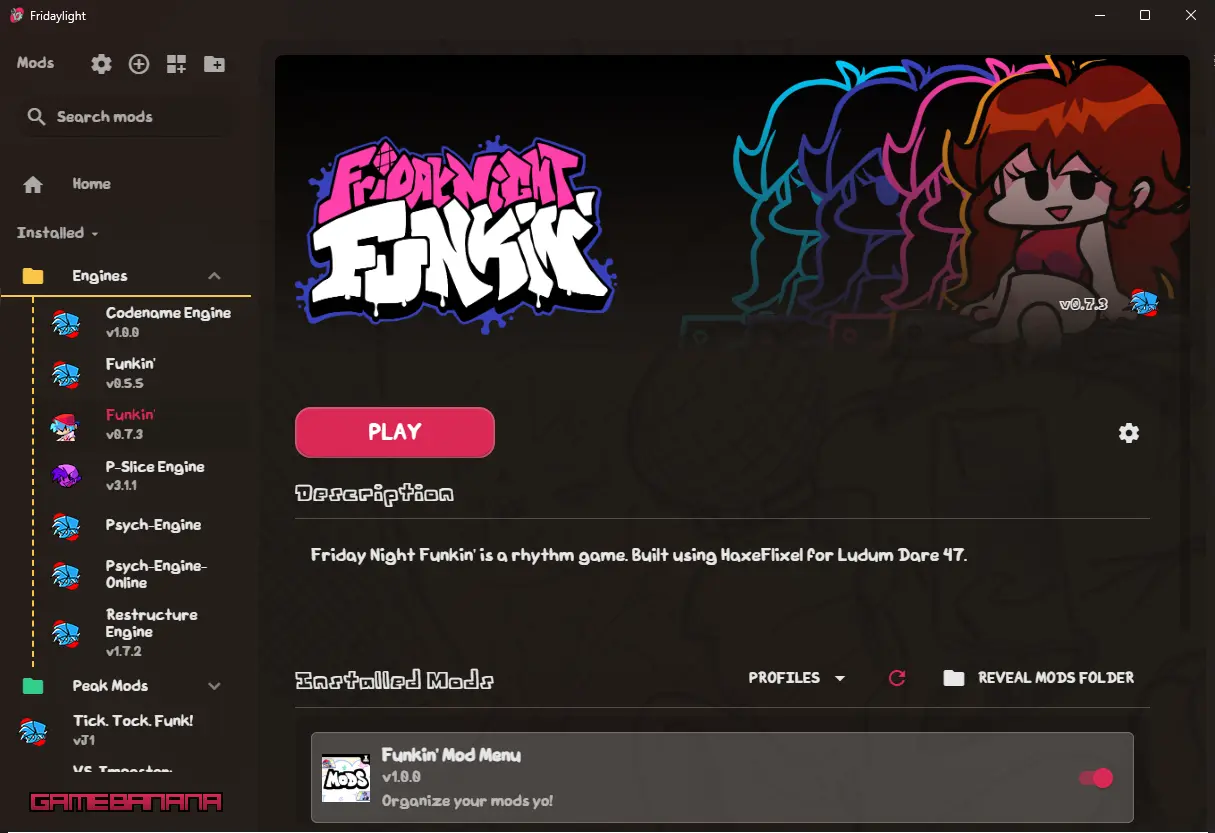 Fridaylight
Mods
Search mods
Home
Installed
Engines
Codename Engine
v1.0.0
Funkin'
v0.5.5
Funkin'
v0.7.3
P-Slice Engine
v3.1.1
Psych-Engine
Psych-Engine-
Online
Restructure
Engine
v1.7.2
Peak Mods
Tick. Tock. Funk!
vJ1
VS Impostor:
GAMEBANANA
FRIDAY NIGHT
FUNKIN'
v0.7.3
PLAY
Description
Friday Night Funkin' is a rhythm game. Built using HaxeFlixel for Ludum Dare 47.
Installed Mods
PROFILES
REVEAL MODS FOLDER
MODS
Funkin' Mod Menu
v1.0.0
Organize your mods yo!